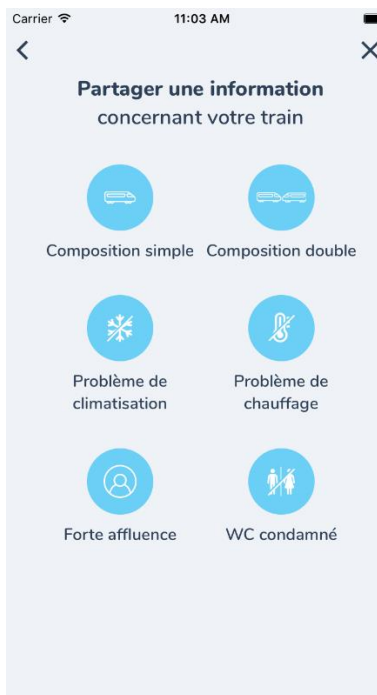 Carrier 11:03 AM
Partager une information
concernant votre train
Composition simple Composition double
Problème de
climatisation
Problème de
chauffage
Forte affluence WC condamné